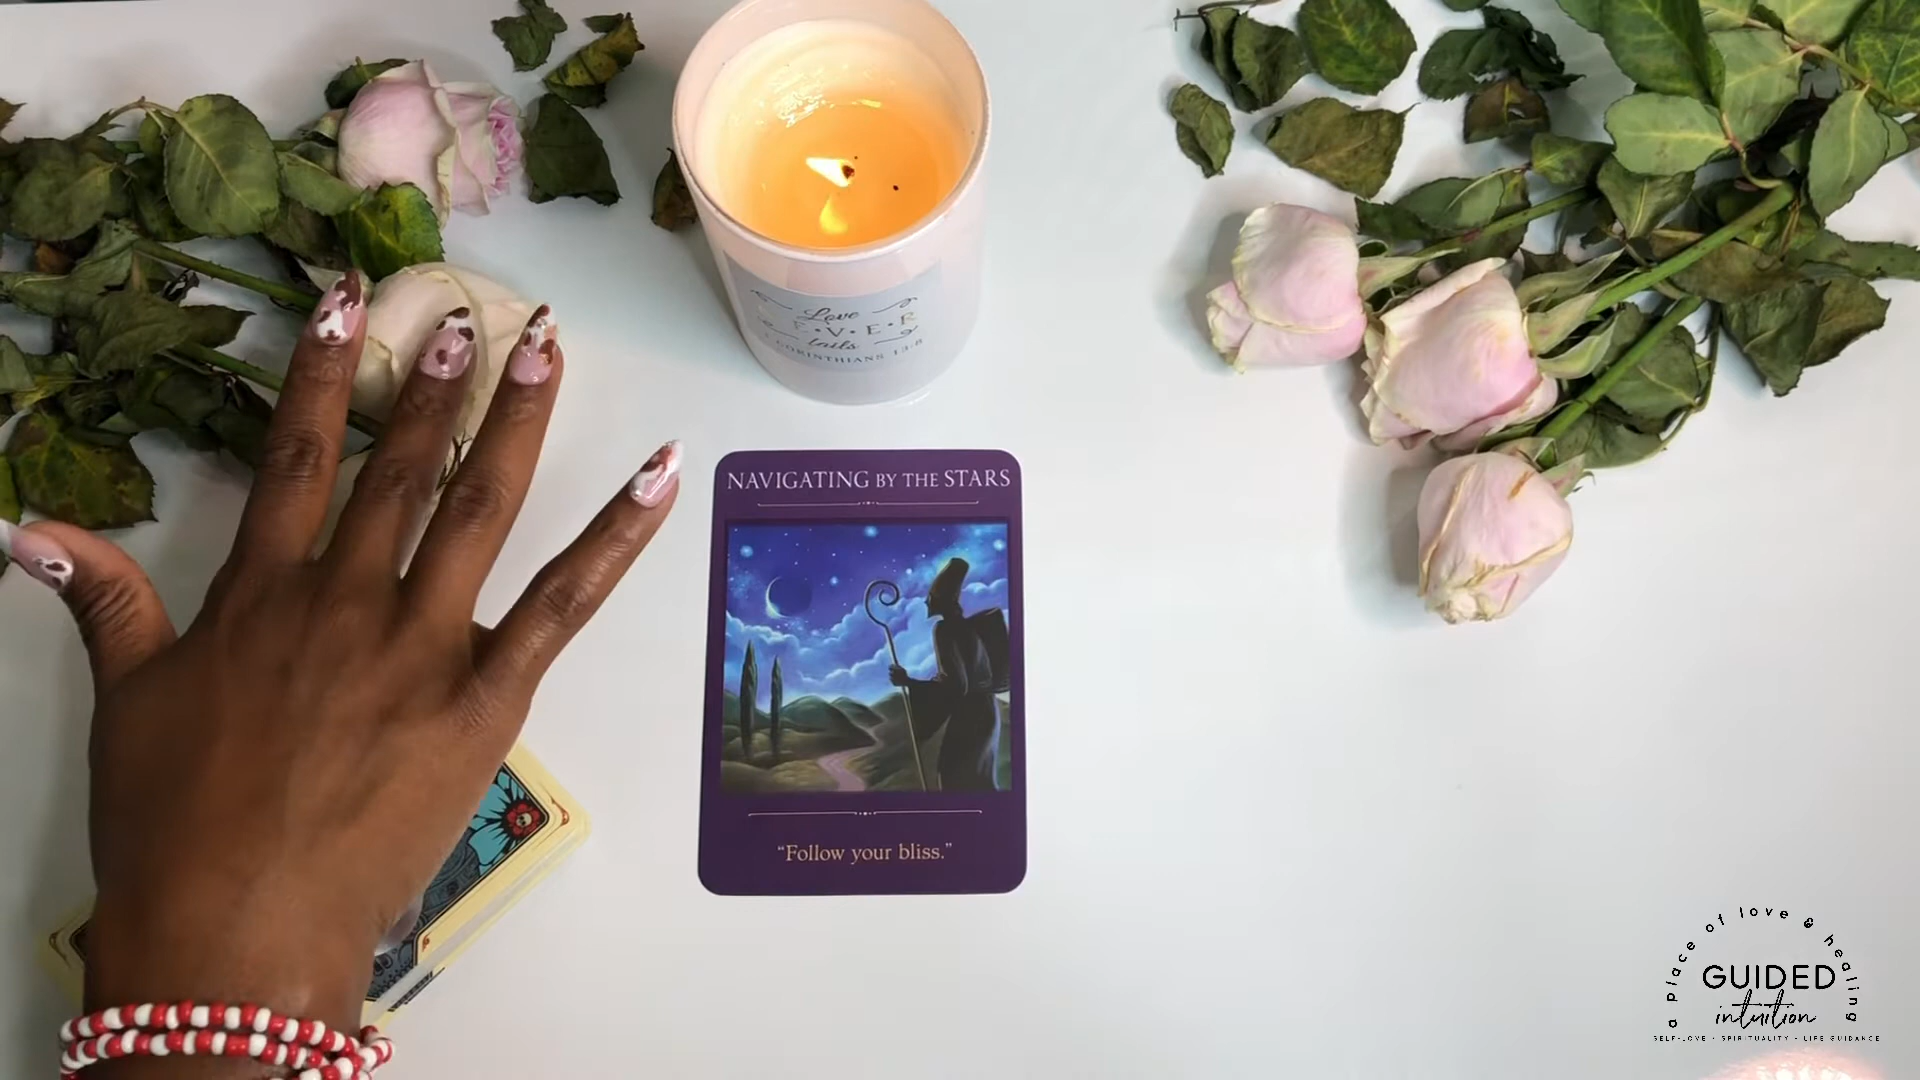 Love
N•E•V•E•R
fails
1 CORINTHIANS 13:8
NAVIGATING BY THE STARS
“Follow your bliss.”
a place of love & healing
GUIDED
intuition
SELF-LOVE • SPIRITUALITY • LIFE GUIDANCE